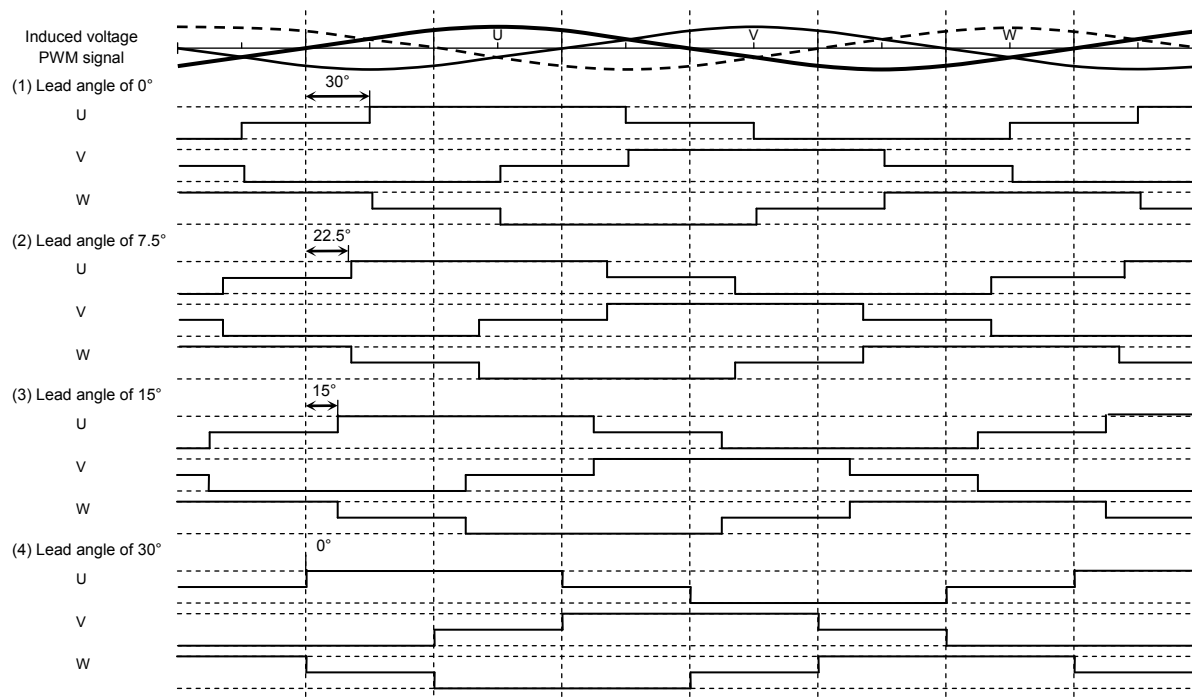 Induced voltage
PWM signal
U
V
W
(1) Lead angle of 0°
30°
U
V
W
(2) Lead angle of 7.5°
22.5°
U
V
W
(3) Lead angle of 15°
15°
U
V
W
(4) Lead angle of 30°
0°
U
V
W